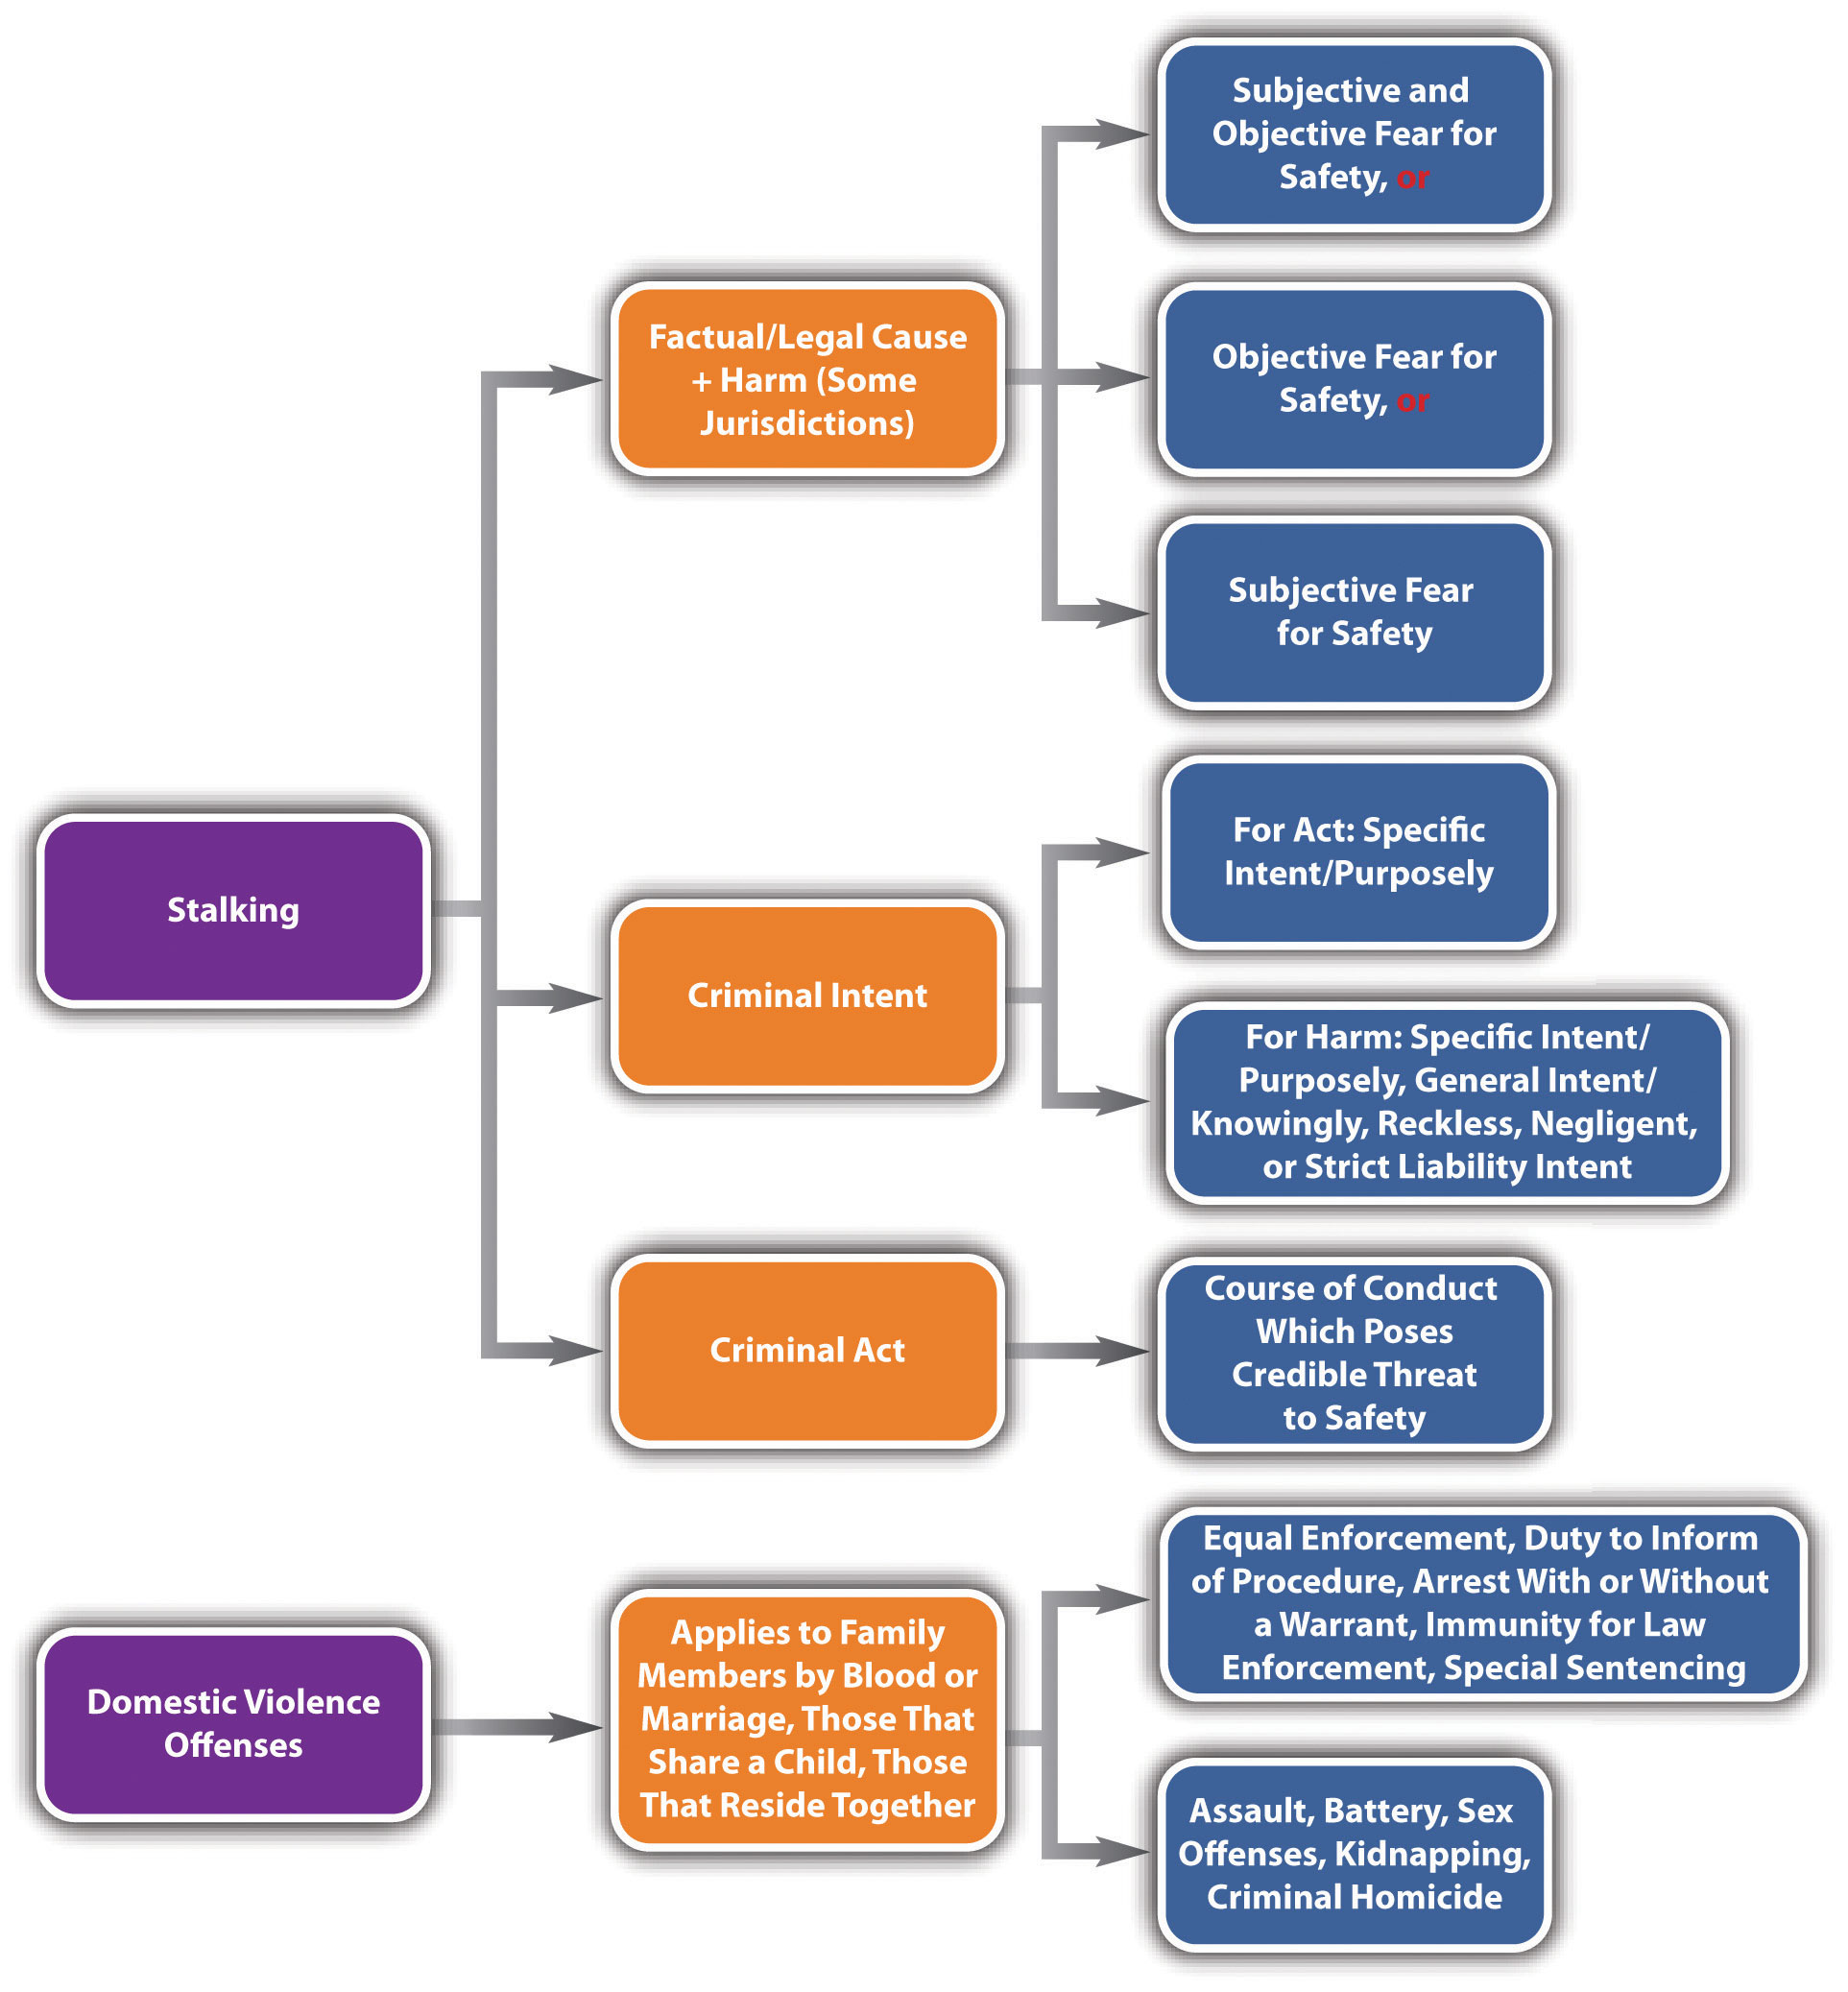 Subjective and
Objective Fear for
Safety, or
Factual/Legal Cause
+ Harm (Some
Jurisdictions)
Objective Fear for
Safety, or
Subjective Fear
for Safety
Stalking
For Act: Specific
Intent/Purposely
Criminal Intent
For Harm: Specific Intent/
Purposely, General Intent/
Knowingly, Reckless, Negligent,
or Strict Liability Intent
Criminal Act
Course of Conduct
Which Poses
Credible Threat
to Safety
Domestic Violence
Offenses
Applies to Family
Members by Blood or
Marriage, Those That
Share a Child, Those
That Reside Together
Equal Enforcement, Duty to Inform
of Procedure, Arrest With or Without
a Warrant, Immunity for Law
Enforcement, Special Sentencing
Assault, Battery, Sex
Offenses, Kidnapping,
Criminal Homicide